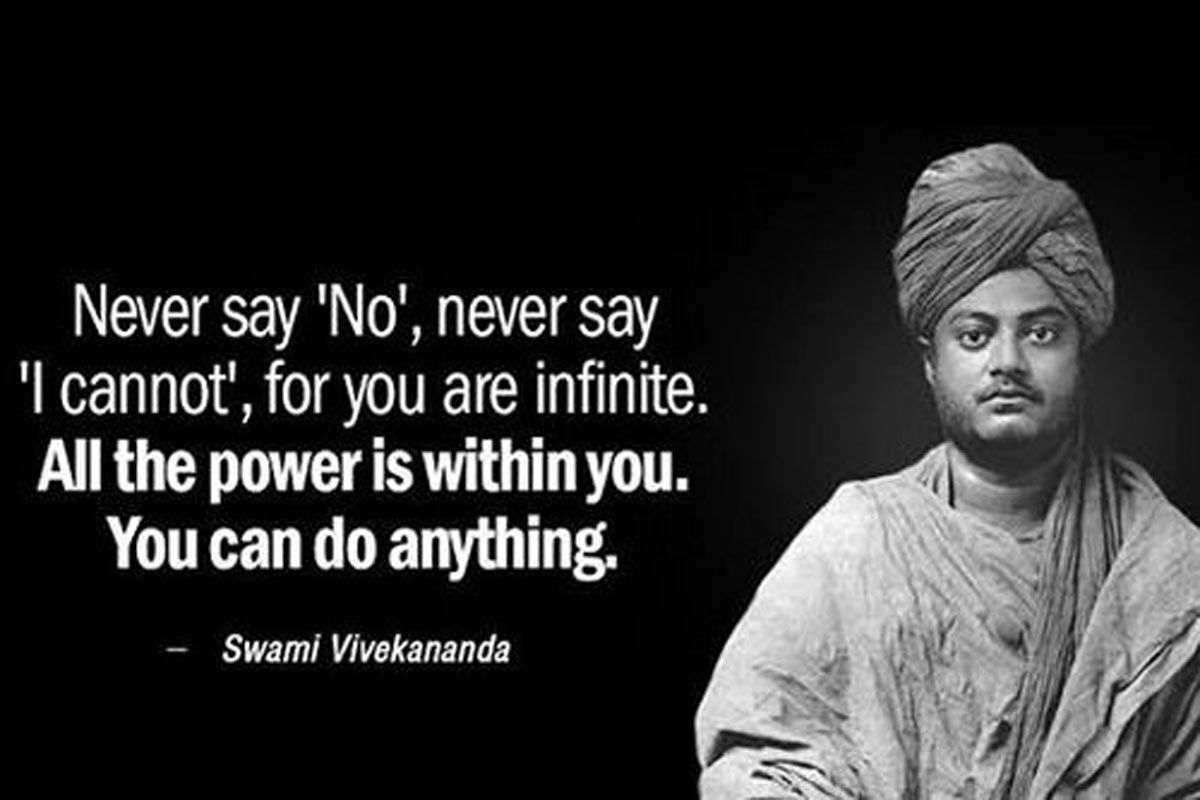 Never say 'No', never say
'I cannot', for you are infinite.
All the power is within you.
You can do anything.
– Swami Vivekananda